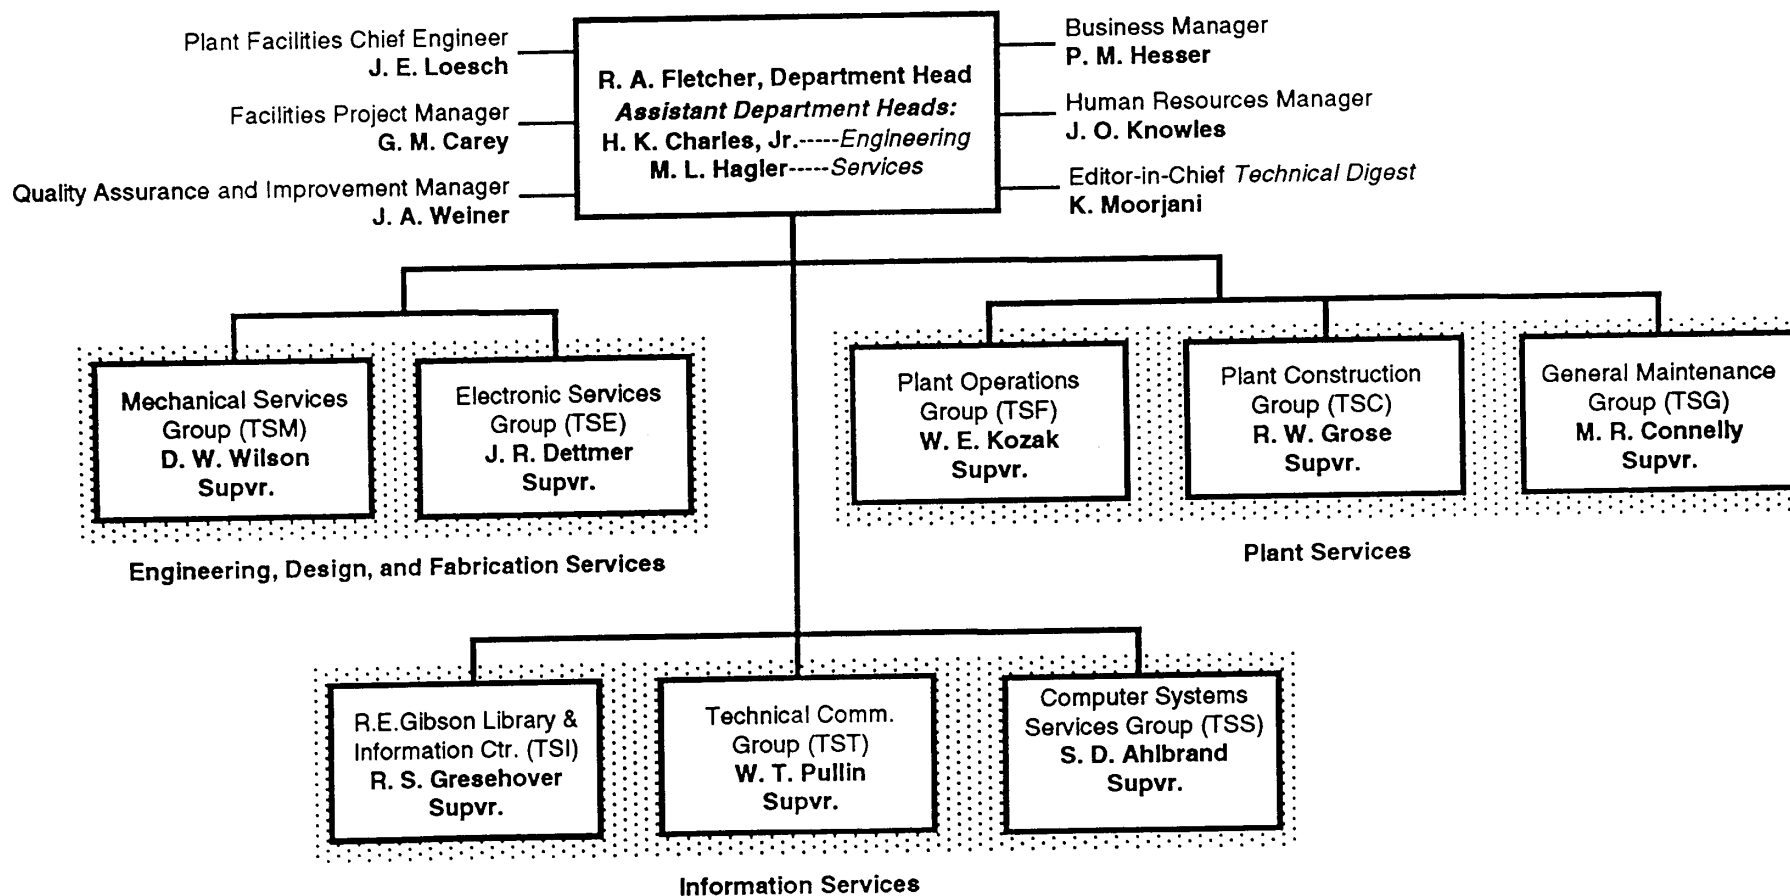 Plant Facilities Chief Engineer
J. E. Loesch
Facilities Project Manager
G. M. Carey
Quality Assurance and Improvement Manager
J. A. Weiner
R. A. Fletcher, Department Head
Assistant Department Heads:
H. K. Charles, Jr.-----Engineering
M. L. Hagler-----Services
Business Manager
P. M. Hesser
Human Resources Manager
J. O. Knowles
Editor-in-Chief Technical Digest
K. Moorjani
Mechanical Services
Group (TSM)
D. W. Wilson
Supvr.
Electronic Services
Group (TSE)
J. R. Dettmer
Supvr.
Engineering, Design, and Fabrication Services
Plant Operations
Group (TSF)
W. E. Kozak
Supvr.
Plant Construction
Group (TSC)
R. W. Grose
Supvr.
General Maintenance
Group (TSG)
M. R. Connelly
Supvr.
Plant Services
R.E.Gibson Library &
Information Ctr. (TSI)
R. S. Gresehover
Supvr.
Technical Comm.
Group (TST)
W. T. Pullin
Supvr.
Computer Systems
Services Group (TSS)
S. D. Ahlbrand
Supvr.
Information Services